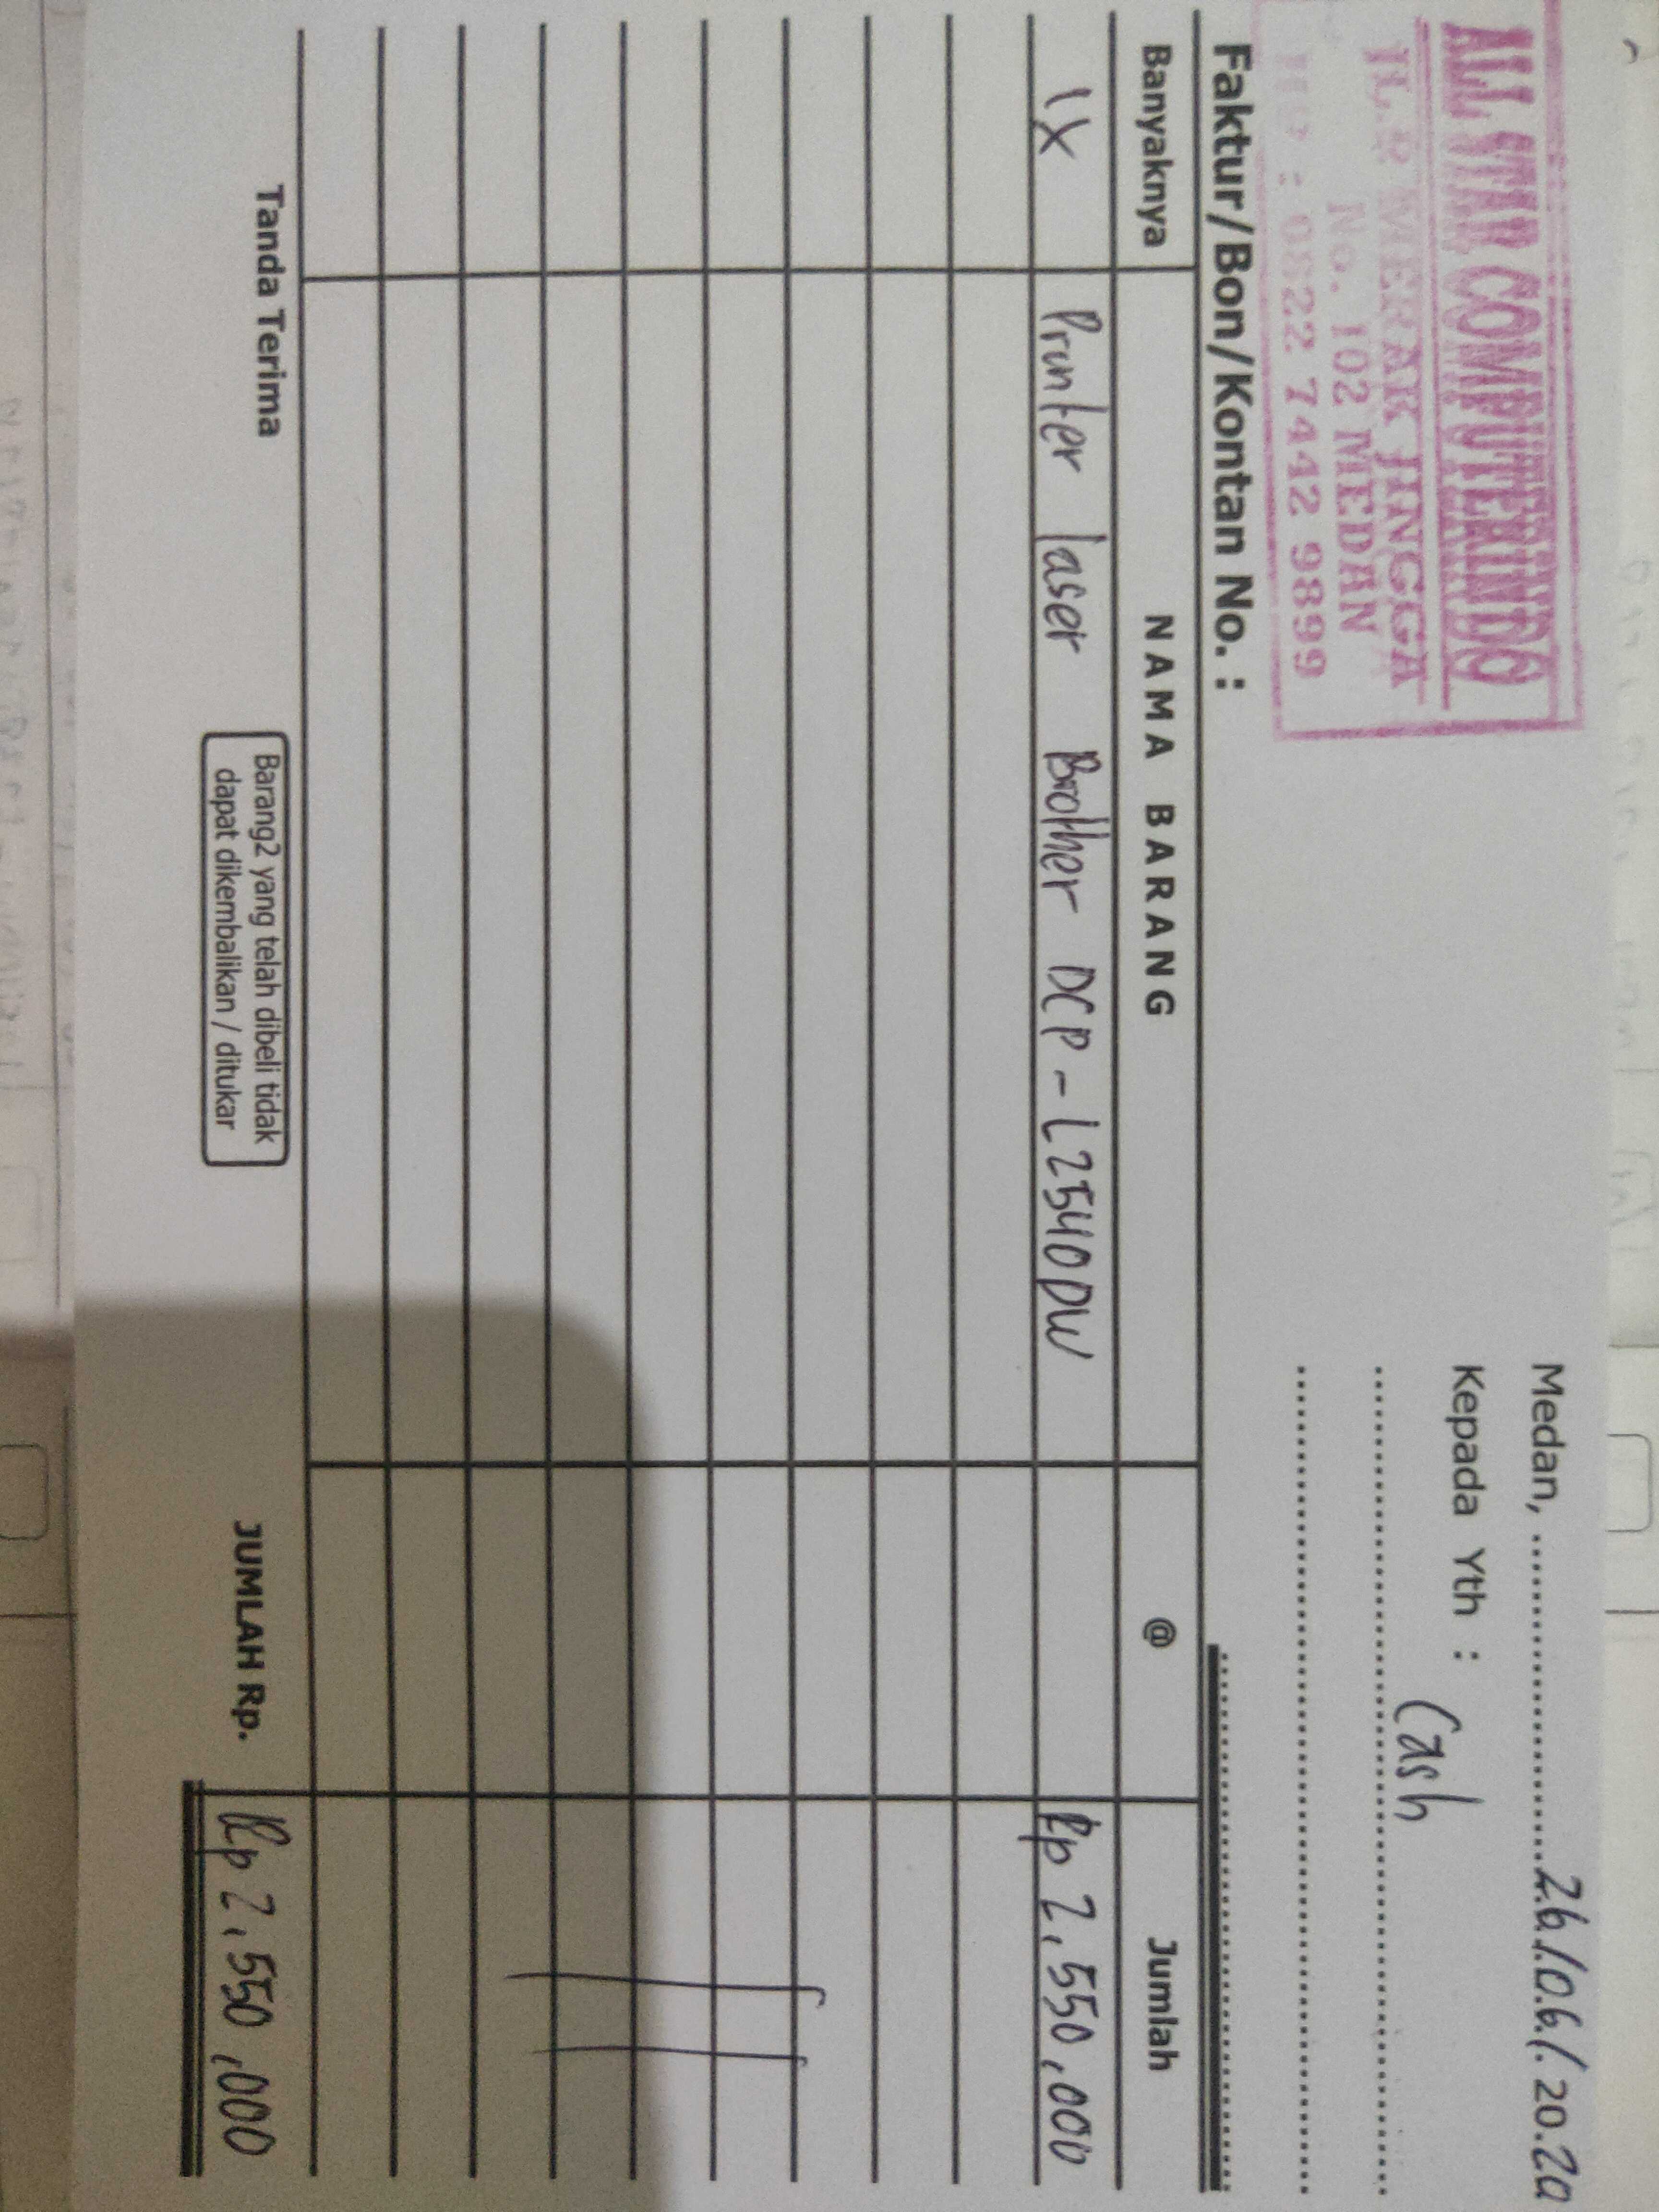 ALL STAR COMPUTERINDO
JL. P MERAK JINGGA
No. 102 MEDAN
HP : 0822 7442 9899
Medan, 26/06/2020
Kepada Yth : Cash
Faktur/Bon/Kontan No. :
Banyaknya NAMA BARANG @ Jumlah
1X Printer laser Brother DCP-L2540DW Rp 2,550,000
Tanda Terima
Barang2 yang telah dibeli tidak
dapat dikembalikan / ditukar
JUMLAH Rp. Rp 2,550,000